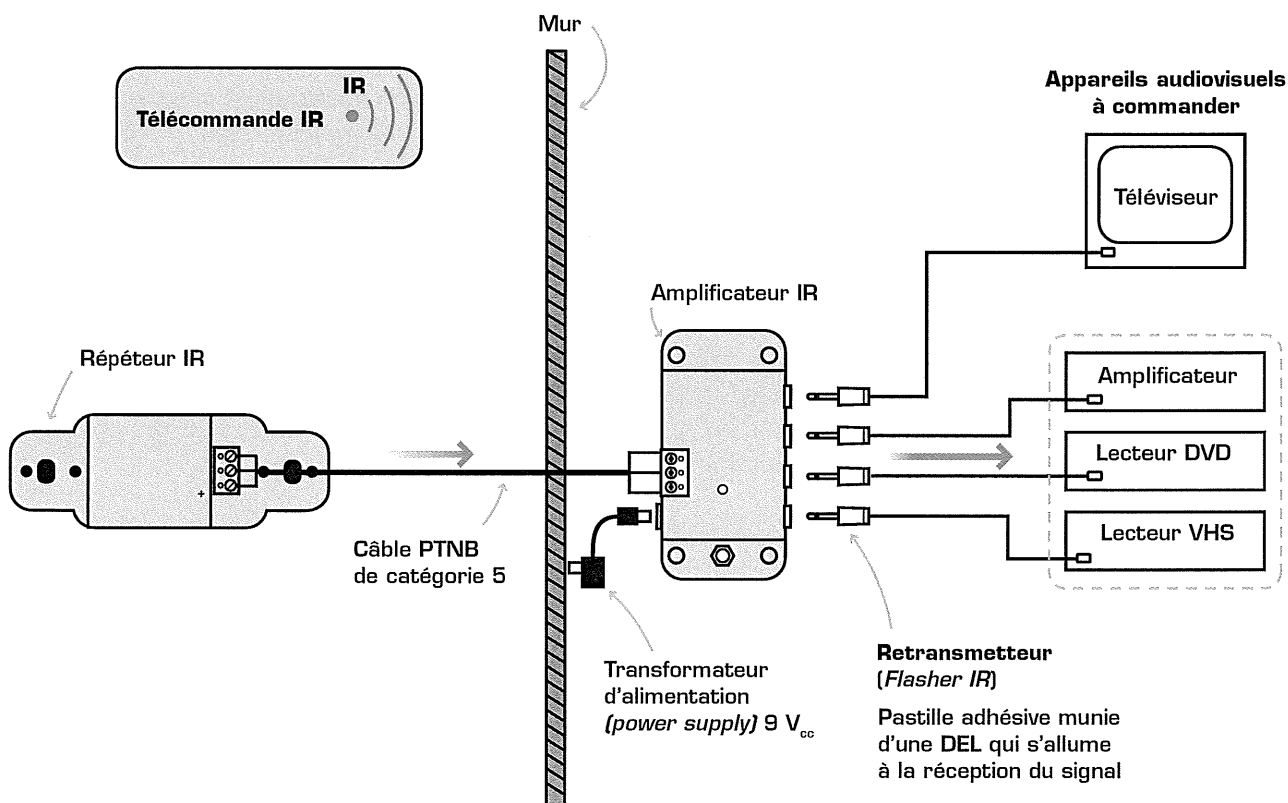 Mur
IR
Télécommande IR
Appareils audiovisuels
à commander
Téléviseur
Amplificateur IR
Répéteur IR
Amplificateur
Lecteur DVD
Lecteur VHS
+
Câble PTNB
de catégorie 5
Transformateur
d'alimentation
(power supply) 9 Vcc
Retransmetteur
(Flasher IR)
Pastille adhésive munie
d'une DEL qui s'allume
à la réception du signal